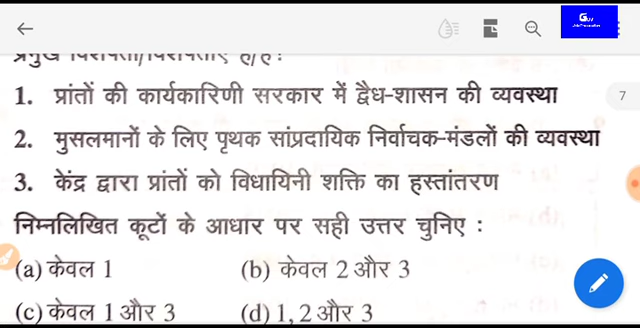 1. प्रांतों की कार्यकारिणी सरकार में द्वैध-शासन की व्यवस्था
7
2. मुसलमानों के लिए पृथक सांप्रदायिक निर्वाचक-मंडलों की व्यवस्था
3. केंद्र द्वारा प्रांतों को विधायिनी शक्ति का हस्तांतरण
निम्नलिखित कूटों के आधार पर सही उत्तर चुनिए :
(a) केवल 1 (b) केवल 2 और 3
(c) केवल 1 और 3 (d) 1, 2 और 3